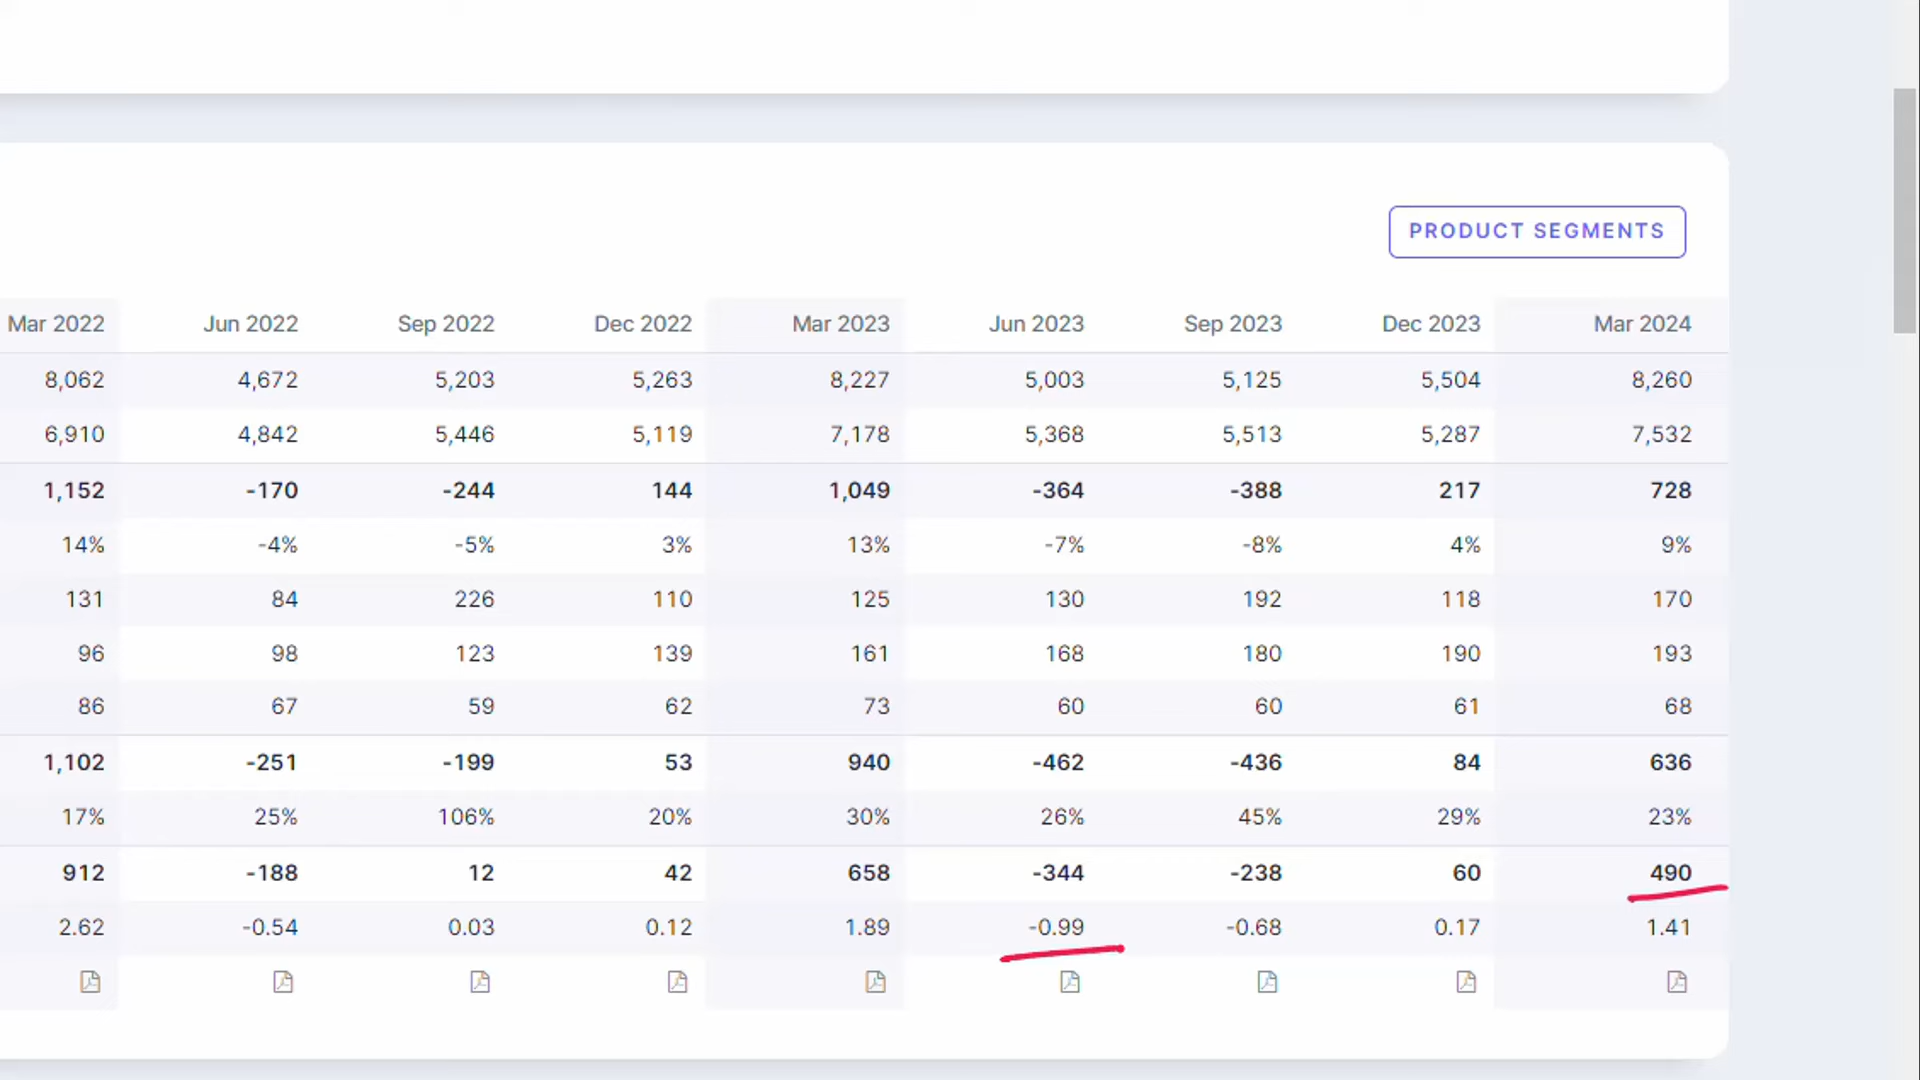 PRODUCT SEGMENTS
Mar 2022 Jun 2022 Sep 2022 Dec 2022 Mar 2023 Jun 2023 Sep 2023 Dec 2023 Mar 2024
8,062 4,672 5,203 5,263 8,227 5,003 5,125 5,504 8,260
6,910 4,842 5,446 5,119 7,178 5,368 5,513 5,287 7,532
1,152 -170 -244 144 1,049 -364 -388 217 728
14% -4% -5% 3% 13% -7% -8% 4% 9%
131 84 226 110 125 130 192 118 170
96 98 123 139 161 168 180 190 193
86 67 59 62 73 60 60 61 68
1,102 -251 -199 53 940 -462 -436 84 636
17% 25% 106% 20% 30% 26% 45% 29% 23%
912 -188 12 42 658 -344 -238 60 490
2.62 -0.54 0.03 0.12 1.89 -0.99 -0.68 0.17 1.41